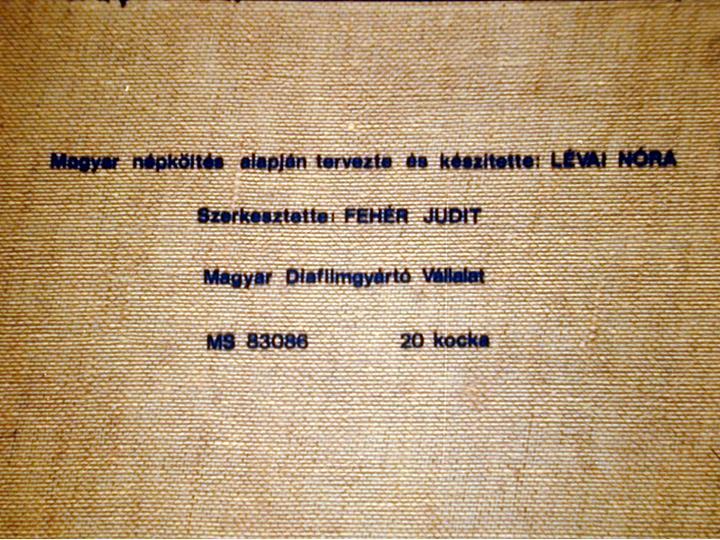 Magyar népköltés alapján tervezte és készítette: LÉVAI NÓRA
Szerkesztette: FEHÉR JUDIT
Magyar Diafilmgyártó Vállalat
MS 83086 20 kocka